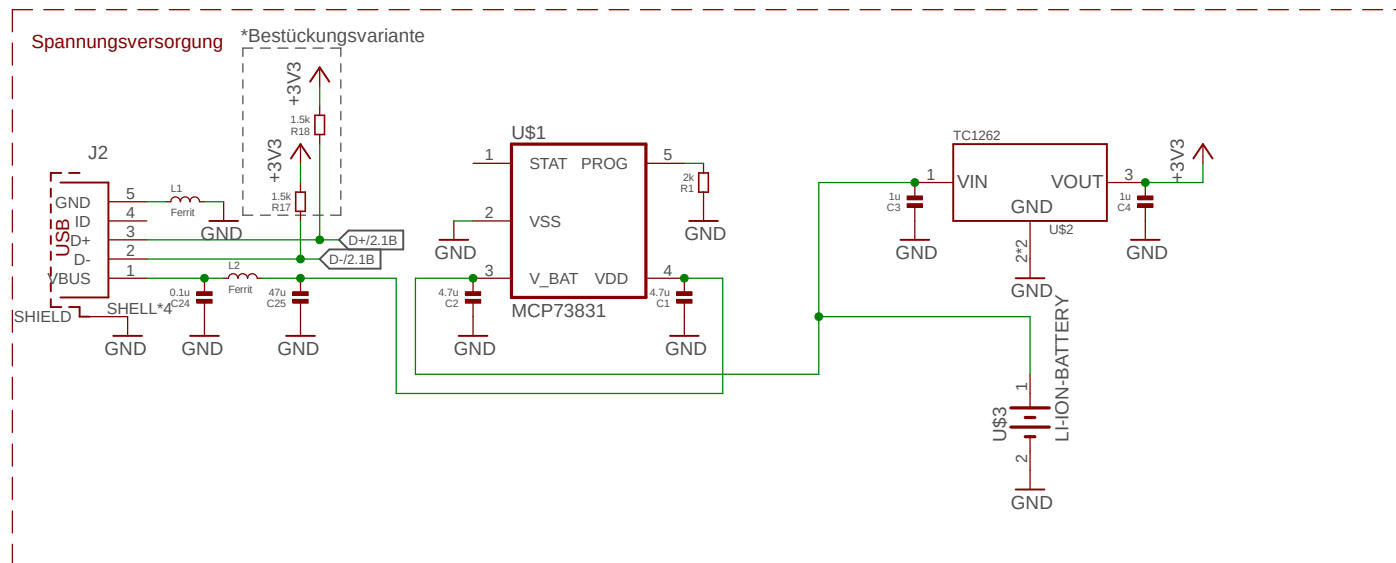 Spannungsversorgung
*Bestückungsvariante
+3V3
1.5k
R18
+3V3
1.5k
R17
J2
USB
GND
5
ID
4
D+
3
D-
2
VBUS
1
L1
Ferrit
GND
D+/2.1B
D-/2.1B
L2
Ferrit
0.1u
C24
47u
C25
SHIELD
SHELL*4
GND
GND
GND
U$1
1
STAT
PROG
5
2
VSS
3
V_BAT
VDD
4
MCP73831
2k
R1
GND
GND
4.7u
C2
GND
4.7u
C1
GND
TC1262
1
VIN
VOUT
3
GND
U$2
2*2
GND
1u
C3
GND
1u
C4
GND
+3V3
U$3
LI-ION-BATTERY
1
2
GND